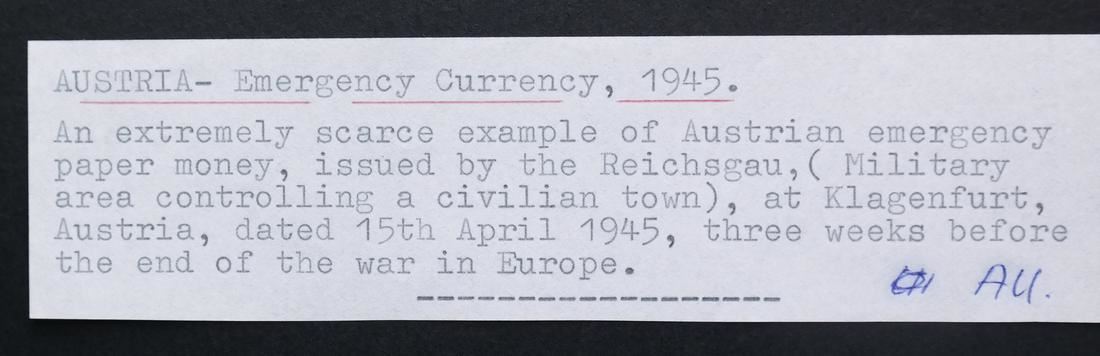 AUSTRIA- Emergency Currency, 1945.
An extremely scarce example of Austrian emergency
paper money, issued by the Reichsgau,( Military
area controlling a civilian town), at Klagenfurt,
Austria, dated 15th April 1945, three weeks before
the end of the war in Europe.
------------------
AU.